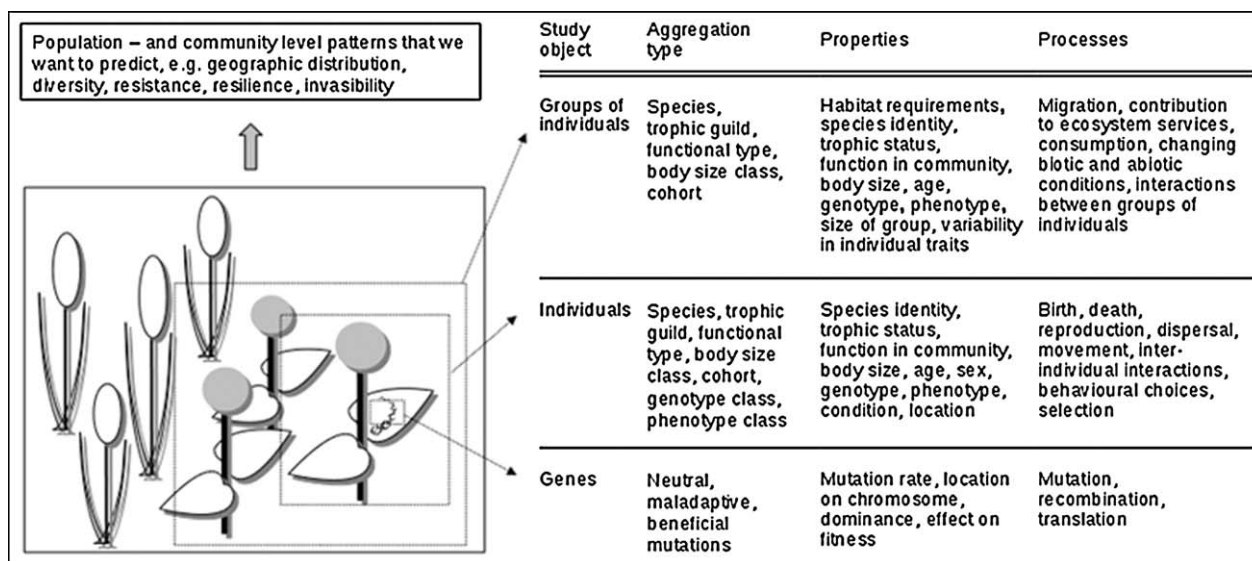 Population – and community level patterns that we
want to predict, e.g. geographic distribution,
diversity, resistance, resilience, invasibility
Study
object
Aggregation
type
Properties
Processes
Groups of
individuals
Species,
trophic guild,
functional type,
body size class,
cohort
Habitat requirements,
species identity,
trophic status,
function in community,
body size, age,
genotype, phenotype,
size of group, variability
in individual traits
Migration, contribution
to ecosystem services,
consumption, changing
biotic and abiotic
conditions, interactions
between groups of
individuals
Individuals
Species, trophic
guild, functional
type, body size
class, cohort,
genotype class,
phenotype class
Species identity,
trophic status,
function in community,
body size, age, sex,
genotype, phenotype,
condition, location
Birth, death,
reproduction, dispersal,
movement, inter-
individual interactions,
behavioural choices,
selection
Genes
Neutral,
maladaptive,
beneficial
mutations
Mutation rate, location
on chromosome,
dominance, effect on
fitness
Mutation,
recombination,
translation